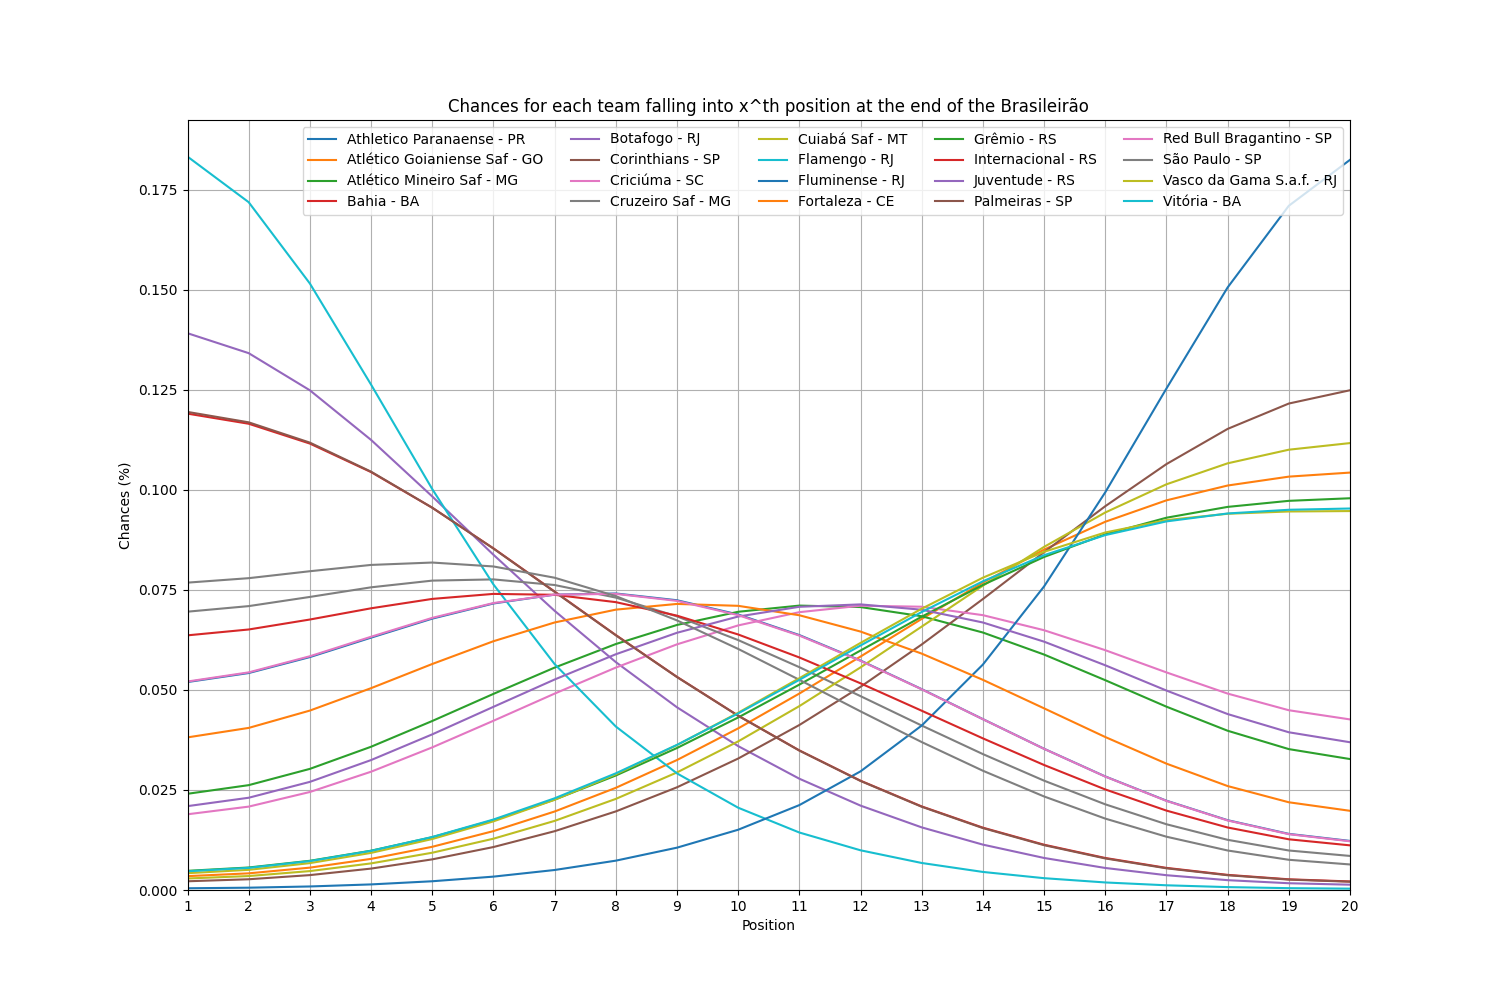 Chances for each team falling into x^th position at the end of the Brasileirão
Athletico Paranaense - PR
Atlético Goianiense Saf - GO
Atlético Mineiro Saf - MG
Bahia - BA
Botafogo - RJ
Corinthians - SP
Criciúma - SC
Cruzeiro Saf - MG
Cuiabá Saf - MT
Flamengo - RJ
Fluminense - RJ
Fortaleza - CE
Grêmio - RS
Internacional - RS
Juventude - RS
Palmeiras - SP
Red Bull Bragantino - SP
São Paulo - SP
Vasco da Gama S.a.f. - RJ
Vitória - BA
Chances (%)
0.175
0.150
0.125
0.100
0.075
0.050
0.025
0.000
1 2 3 4 5 6 7 8 9 10 11 12 13 14 15 16 17 18 19 20
Position